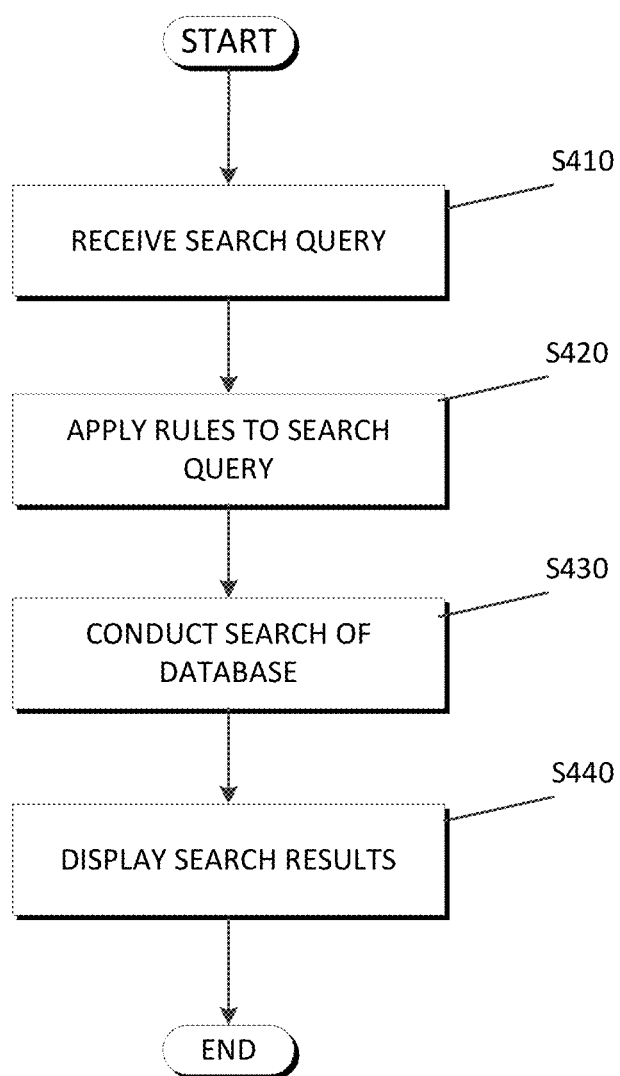 START
S410
RECEIVE SEARCH QUERY
S420
APPLY RULES TO SEARCH
QUERY
S430
CONDUCT SEARCH OF
DATABASE
S440
DISPLAY SEARCH RESULTS
END